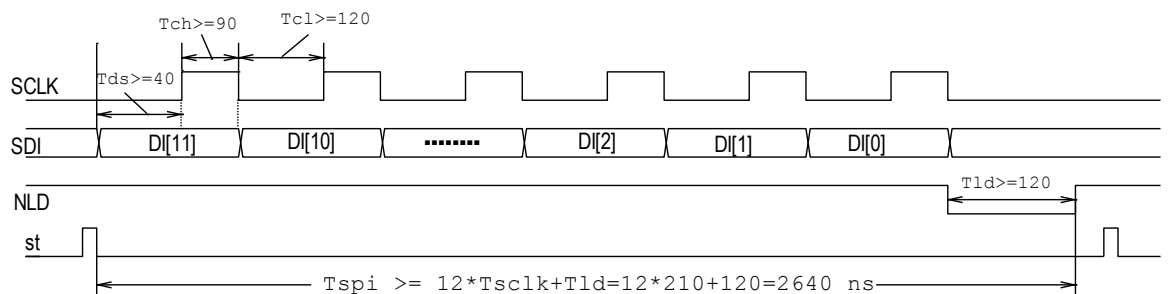 Tch>=90 Tcl>=120
Tds>=40
SCLK
SDI DI[11] DI[10] ........ DI[2] DI[1] DI[0]
Tld>=120
NLD
st
Tspi >= 12*Tsclk+Tld=12*210+120=2640 ns